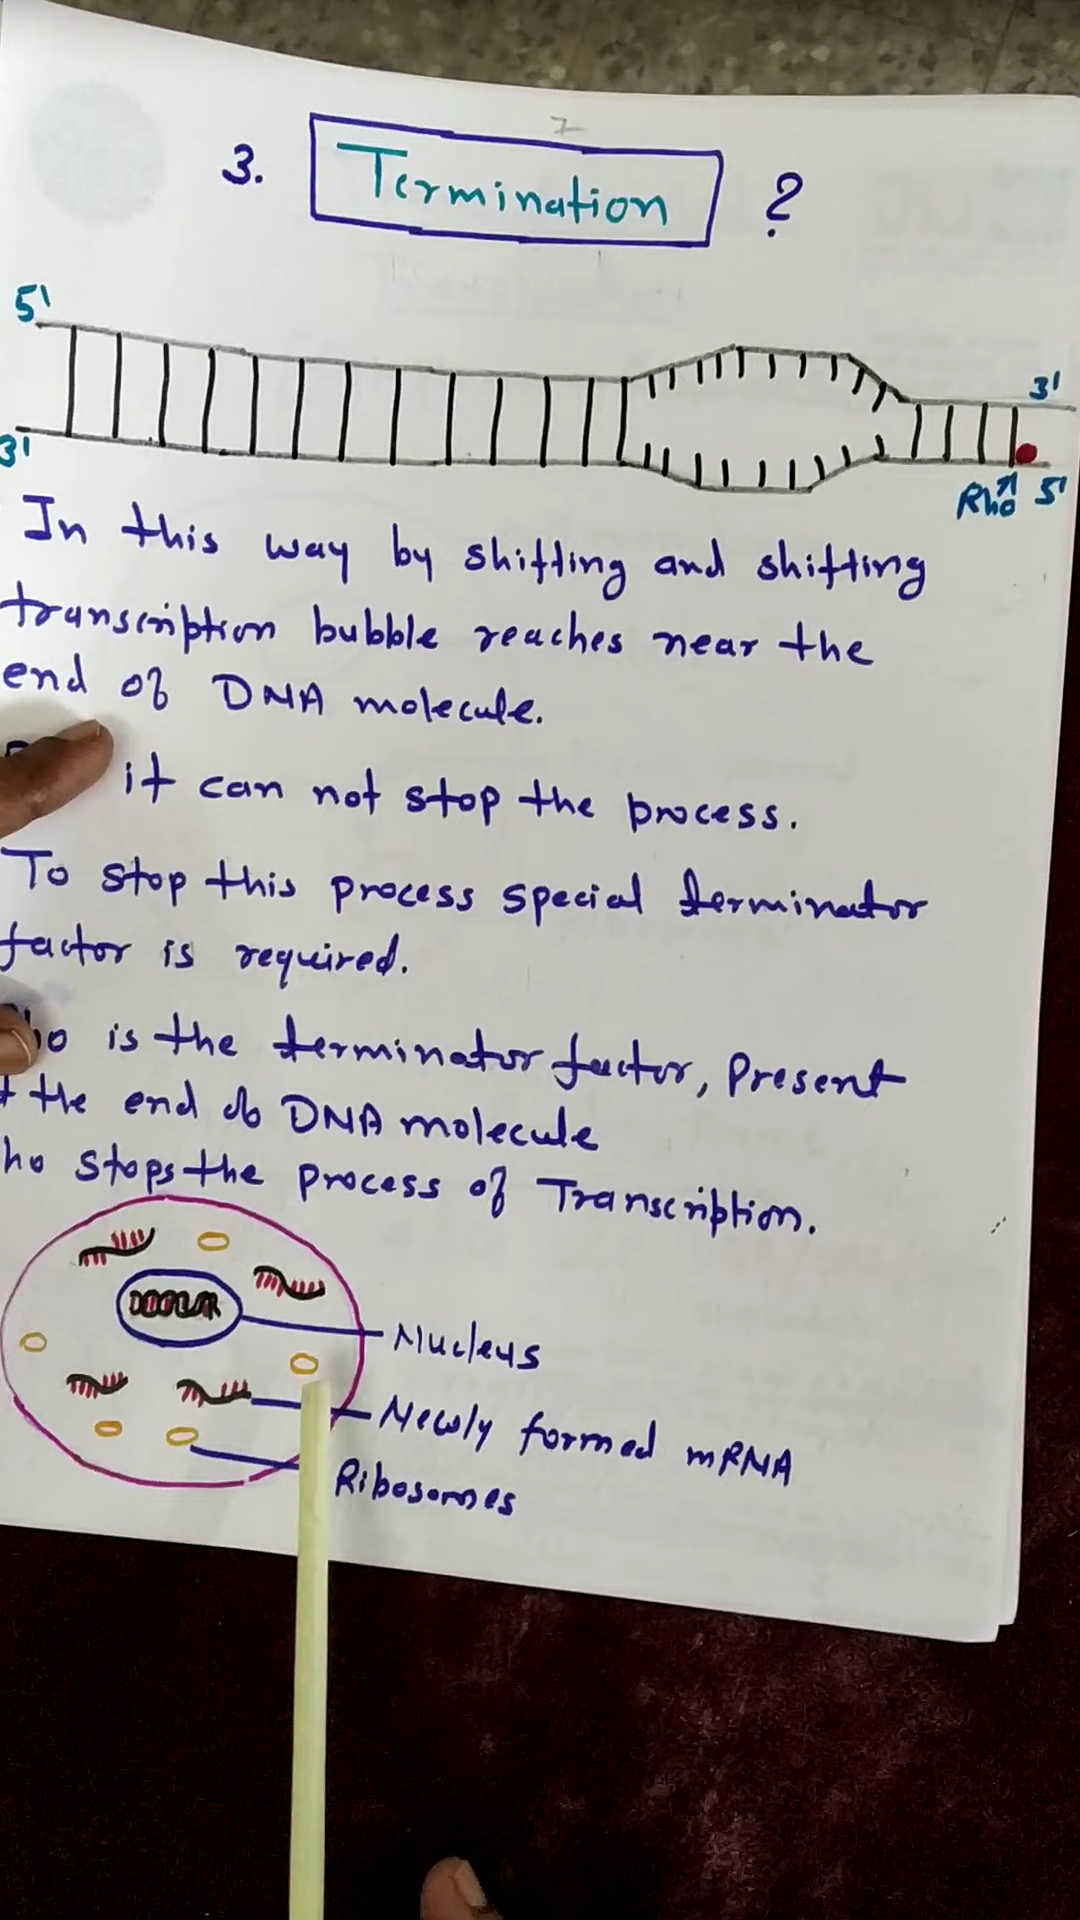 3. Termination ?
5'
3'
3'
Rho 5'
In this way by shifting and shifting
transcription bubble reaches near the
end of DNA molecule.
it can not stop the process.
To stop this process special terminator
factor is required.
ho is the terminator factor, Present
t the end of DNA molecule
ho stops the process of Transcription.
Nucleus
Newly formed mRNA
Ribosomes